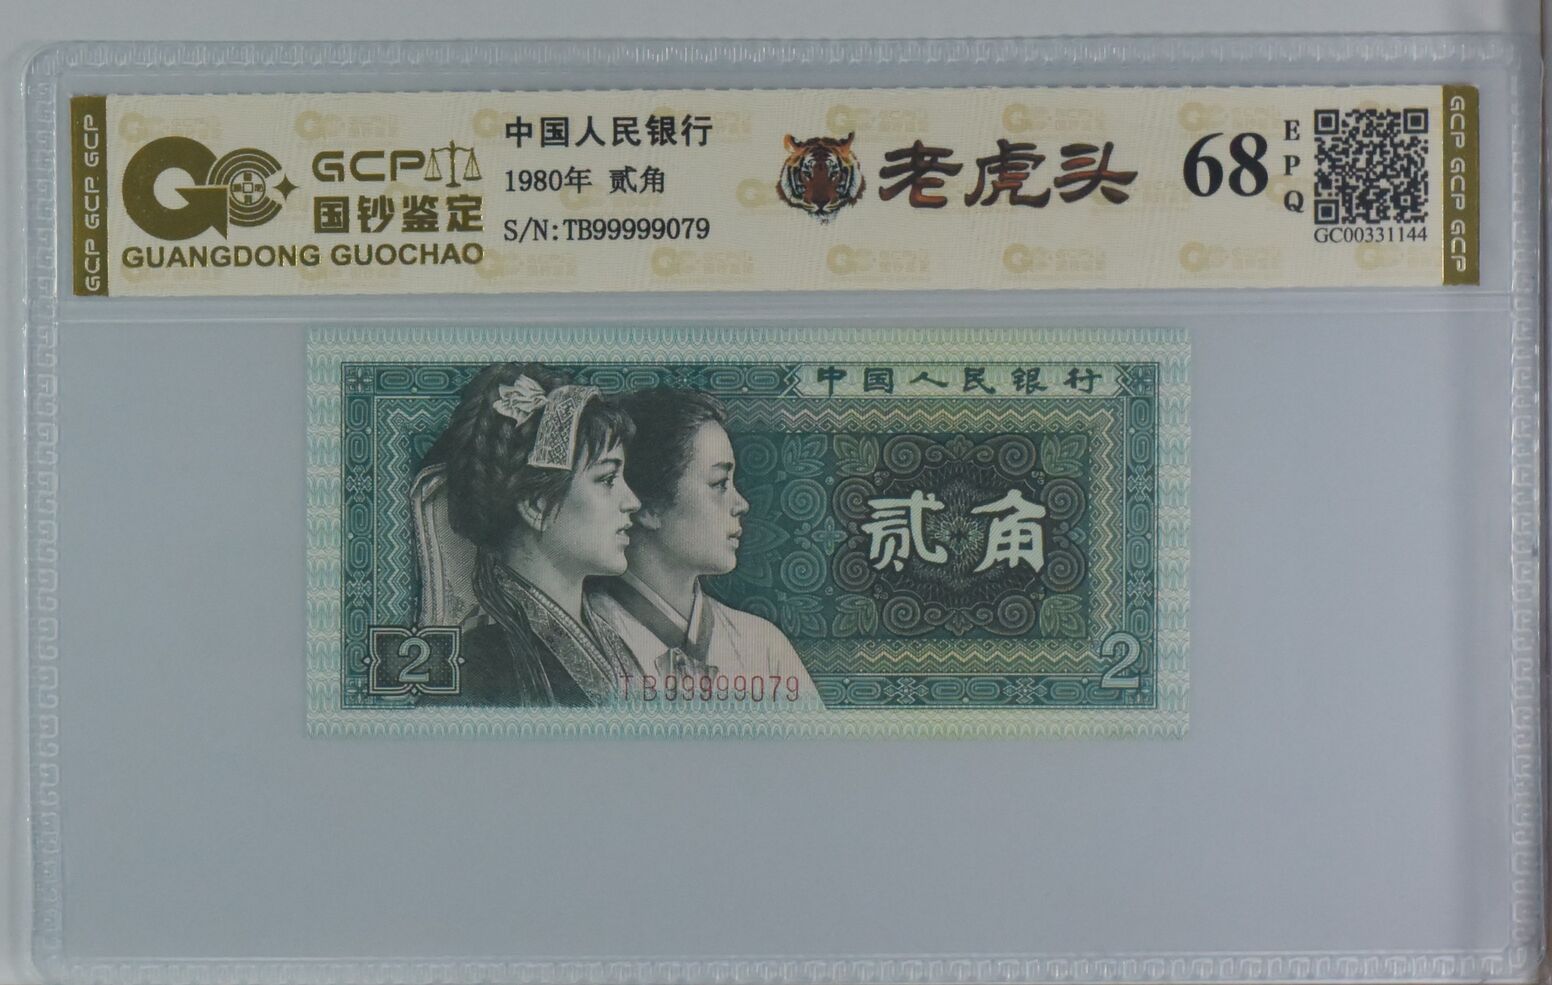 GCP GCP GCP
GCP
国钞鉴定
GUANGDONG GUOCHAO
中国人民银行
1980年 贰角
S/N:TB99999079
老虎头
68
EPQ
GC00331144
GCP GCP GCP
中国人民银行
贰角
2
2
TB99999079